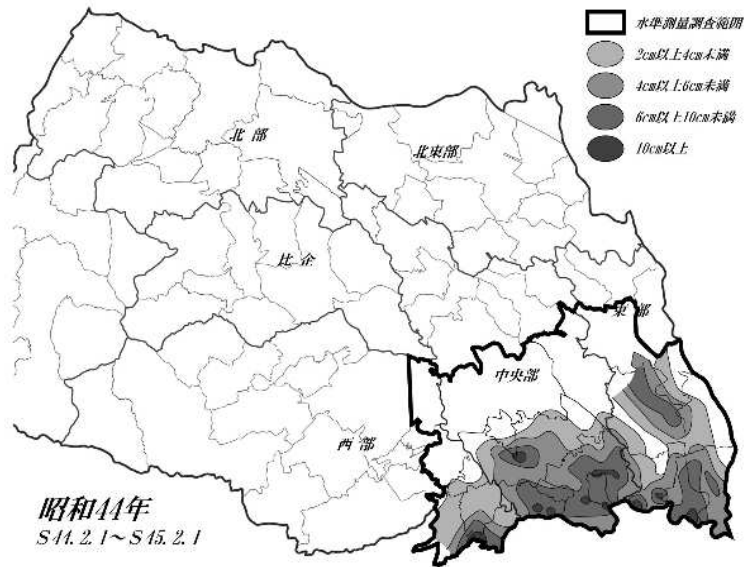 水準測量調査範囲
2cm以上4cm未満
4cm以上6cm未満
6cm以上10cm未満
10cm以上
北部
北東部
比企
東部
中央部
西部
昭和44年
S44.2.1～S45.2.1